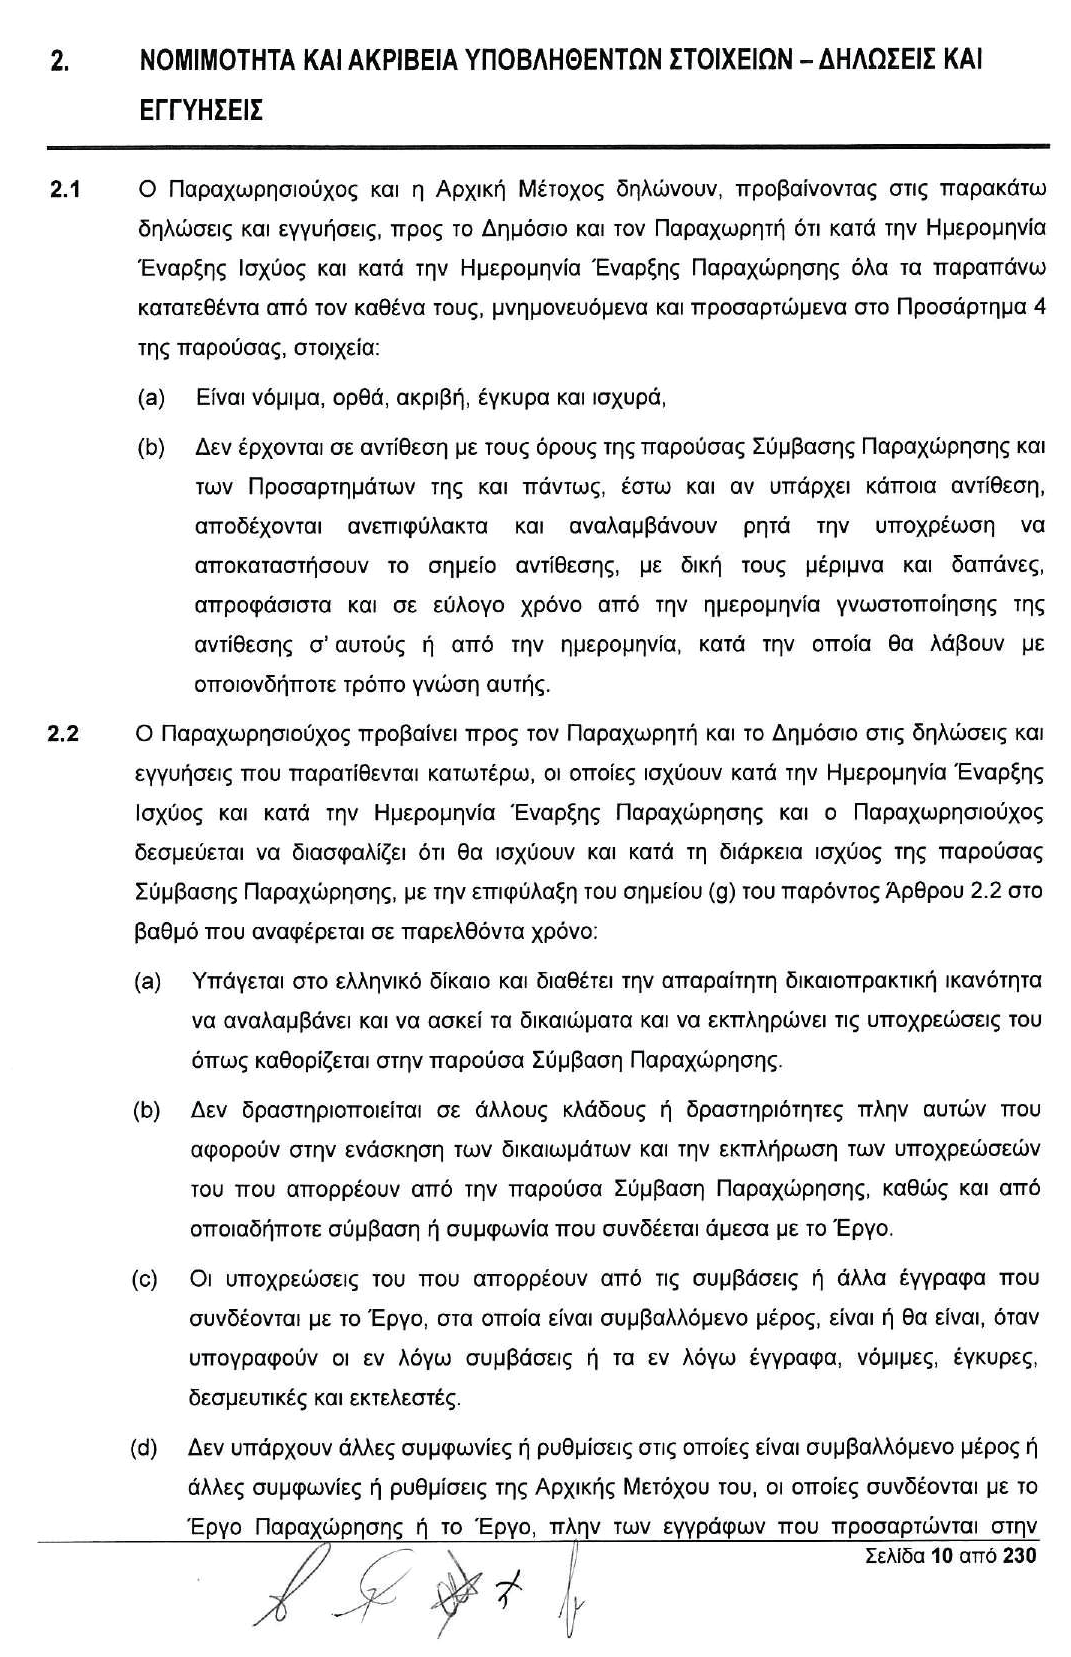 2. ΝΟΜΙΜΟΤΗΤΑ ΚΑΙ ΑΚΡΙΒΕΙΑ ΥΠΟΒΛΗΘΕΝΤΩΝ ΣΤΟΙΧΕΙΩΝ – ΔΗΛΩΣΕΙΣ ΚΑΙ
ΕΓΓΥΗΣΕΙΣ
2.1 Ο Παραχωρησιούχος και η Αρχική Μέτοχος δηλώνουν, προβαίνοντας στις παρακάτω
δηλώσεις και εγγυήσεις, προς το Δημόσιο και τον Παραχωρητή ότι κατά την Ημερομηνία
Έναρξης Ισχύος και κατά την Ημερομηνία Έναρξης Παραχώρησης όλα τα παραπάνω
κατατεθέντα από τον καθένα τους, μνημονευόμενα και προσαρτώμενα στο Προσάρτημα 4
της παρούσας, στοιχεία:
(a) Είναι νόμιμα, ορθά, ακριβή, έγκυρα και ισχυρά,
(b) Δεν έρχονται σε αντίθεση με τους όρους της παρούσας Σύμβασης Παραχώρησης και
των Προσαρτημάτων της και πάντως, έστω και αν υπάρχει κάποια αντίθεση,
αποδέχονται ανεπιφύλακτα και αναλαμβάνουν ρητά την υποχρέωση να
αποκαταστήσουν το σημείο αντίθεσης, με δική τους μέριμνα και δαπάνες,
απροφάσιστα και σε εύλογο χρόνο από την ημερομηνία γνωστοποίησης της
αντίθεσης σ' αυτούς ή από την ημερομηνία, κατά την οποία θα λάβουν με
οποιονδήποτε τρόπο γνώση αυτής.
2.2 Ο Παραχωρησιούχος προβαίνει προς τον Παραχωρητή και το Δημόσιο στις δηλώσεις και
εγγυήσεις που παρατίθενται κατωτέρω, οι οποίες ισχύουν κατά την Ημερομηνία Έναρξης
Ισχύος και κατά την Ημερομηνία Έναρξης Παραχώρησης και ο Παραχωρησιούχος
δεσμεύεται να διασφαλίζει ότι θα ισχύουν και κατά τη διάρκεια ισχύος της παρούσας
Σύμβασης Παραχώρησης, με την επιφύλαξη του σημείου (g) του παρόντος Άρθρου 2.2 στο
βαθμό που αναφέρεται σε παρελθόντα χρόνο:
(a) Υπάγεται στο ελληνικό δίκαιο και διαθέτει την απαραίτητη δικαιοπρακτική ικανότητα
να αναλαμβάνει και να ασκεί τα δικαιώματα και να εκπληρώνει τις υποχρεώσεις του
όπως καθορίζεται στην παρούσα Σύμβαση Παραχώρησης.
(b) Δεν δραστηριοποιείται σε άλλους κλάδους ή δραστηριότητες πλην αυτών που
αφορούν στην ενάσκηση των δικαιωμάτων και την εκπλήρωση των υποχρεώσεών
του που απορρέουν από την παρούσα Σύμβαση Παραχώρησης, καθώς και από
οποιαδήποτε σύμβαση ή συμφωνία που συνδέεται άμεσα με το Έργο.
(c) Οι υποχρεώσεις του που απορρέουν από τις συμβάσεις ή άλλα έγγραφα που
συνδέονται με το Έργο, στα οποία είναι συμβαλλόμενο μέρος, είναι ή θα είναι, όταν
υπογραφούν οι εν λόγω συμβάσεις ή τα εν λόγω έγγραφα, νόμιμες, έγκυρες,
δεσμευτικές και εκτελεστές.
(d) Δεν υπάρχουν άλλες συμφωνίες ή ρυθμίσεις στις οποίες είναι συμβαλλόμενο μέρος ή
άλλες συμφωνίες ή ρυθμίσεις της Αρχικής Μετόχου του, οι οποίες συνδέονται με το
Έργο Παραχώρησης ή το Έργο, πλην των εγγράφων που προσαρτώνται στην
Σελίδα 10 από 230